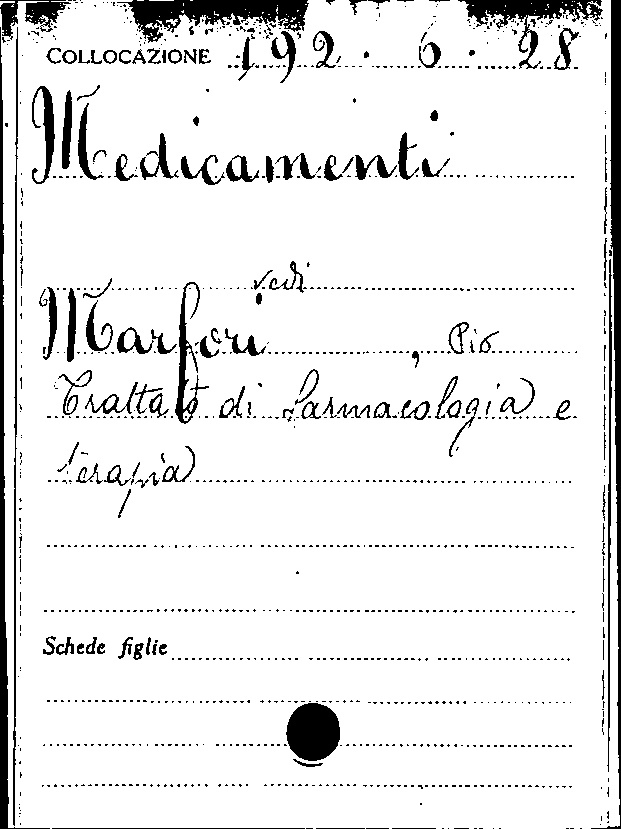 COLLOCAZIONE 192 . 6 . 28
Medicamenti
vedi
Marfori, Pio
Trattato di Farmacologia e
terapia
Schede figlie